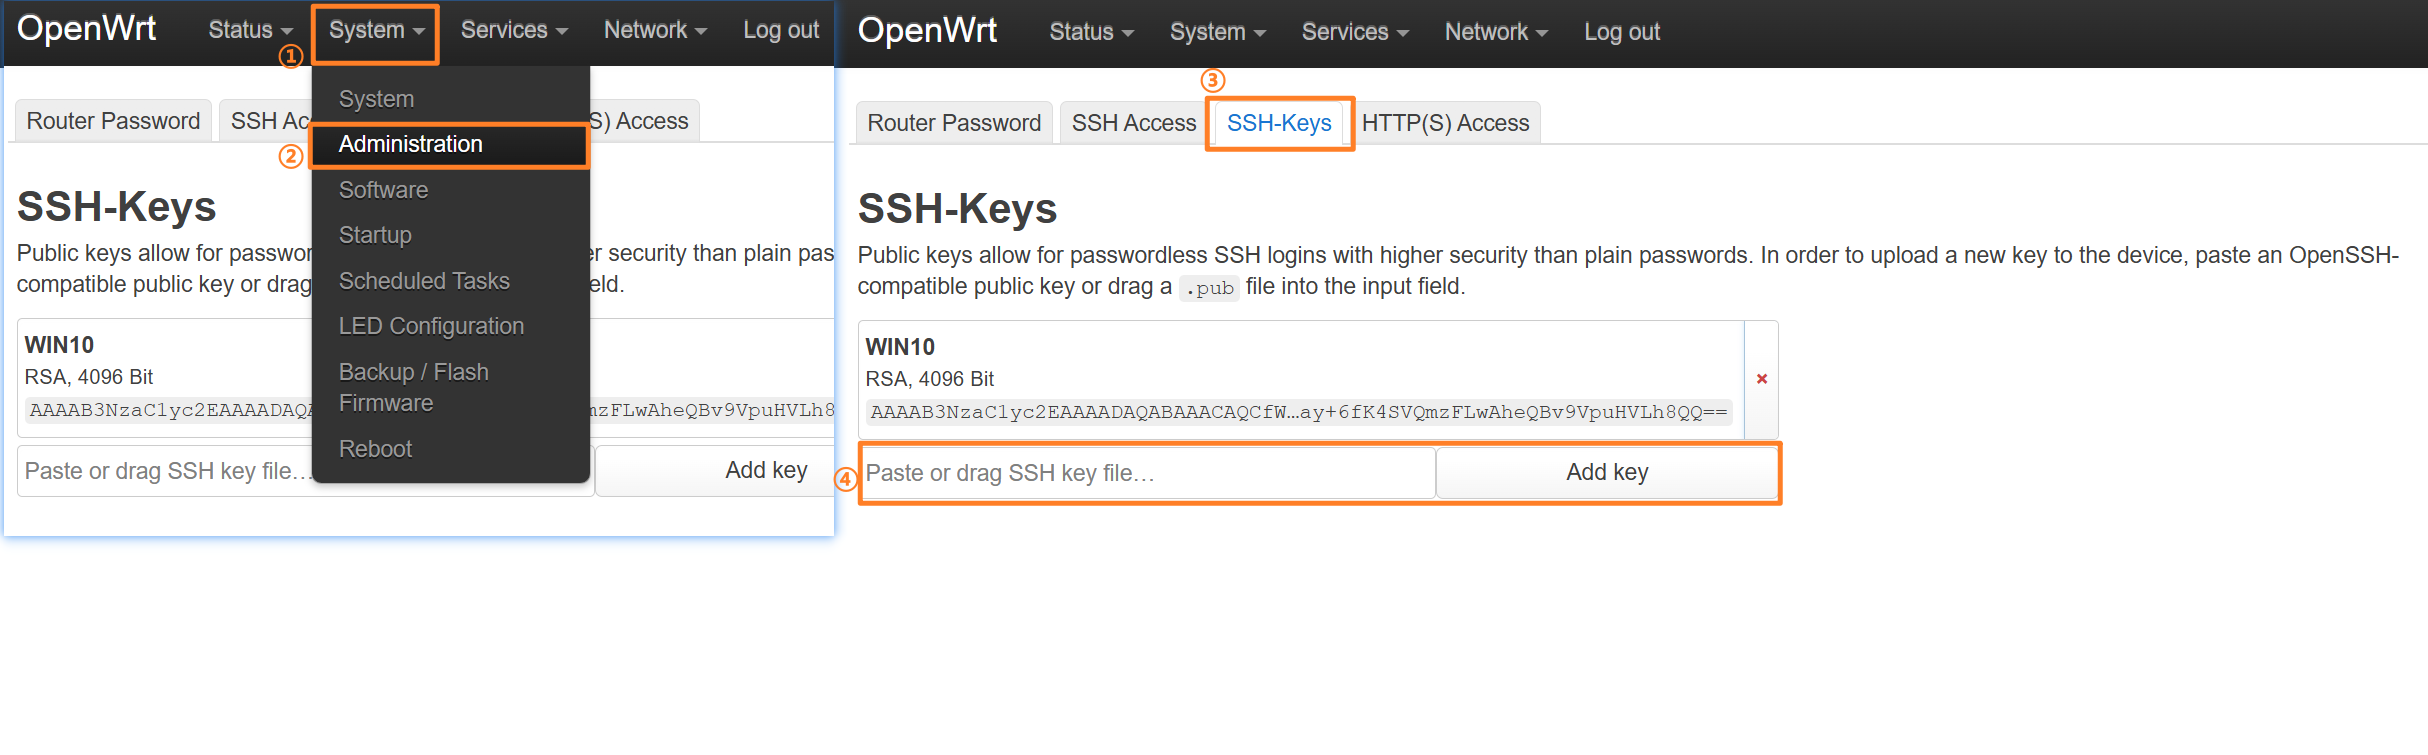 OpenWrt Status System Services Network Log out
①
System
Router Password SSH Ac S) Access
② Administration
Software
SSH-Keys
Startup
Public keys allow for passwor er security than plain pas
Scheduled Tasks
compatible public key or drag eld.
LED Configuration
WIN10
Backup / Flash
Firmware
RSA, 4096 Bit
AAAAB3NzaC1yc2EAAAADAQA mzFLwAheQBv9VpuHVLh8
Reboot
Paste or drag SSH key file… Add key
OpenWrt Status System Services Network Log out
③
Router Password SSH Access SSH-Keys HTTP(S) Access
SSH-Keys
Public keys allow for passwordless SSH logins with higher security than plain passwords. In order to upload a new key to the device, paste an OpenSSH-
compatible public key or drag a .pub file into the input field.
WIN10
RSA, 4096 Bit
×
AAAAB3NzaC1yc2EAAAADAQABAAACAQCfW…ay+6fK4SVQmzFLwAheQBv9VpuHVLh8QQ==
④ Paste or drag SSH key file… Add key